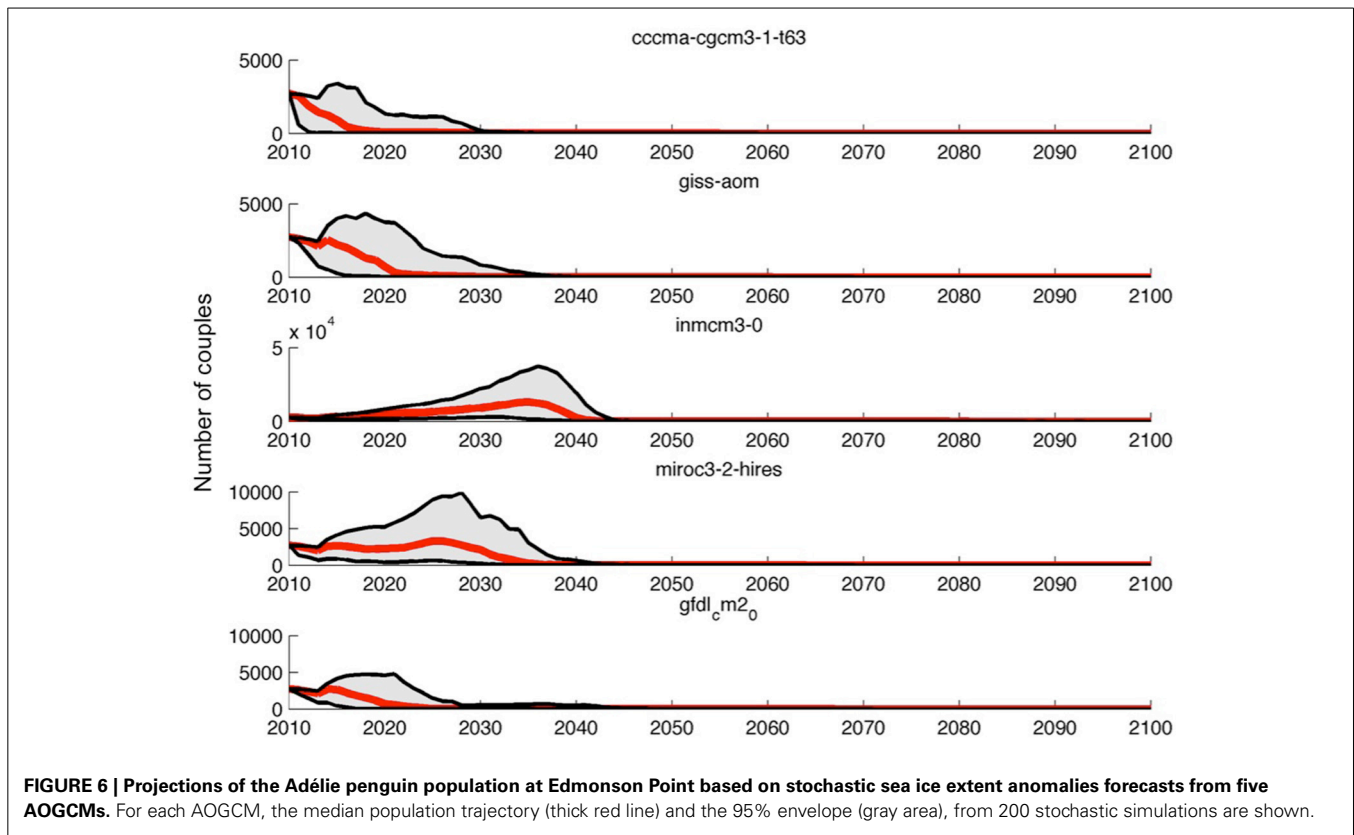 cccma-cgcm3-1-t63
5000
0
2010 2020 2030 2040 2050 2060 2070 2080 2090 2100
giss-aom
5000
0
2010 2020 2030 2040 2050 2060 2070 2080 2090 2100
inmcm3-0
x 10⁴
5
0
2010 2020 2030 2040 2050 2060 2070 2080 2090 2100
miroc3-2-hires
10000
5000
0
2010 2020 2030 2040 2050 2060 2070 2080 2090 2100
gfdl_cm2_0
10000
5000
0
2010 2020 2030 2040 2050 2060 2070 2080 2090 2100
Number of couples
FIGURE 6 | Projections of the Adélie penguin population at Edmonson Point based on stochastic sea ice extent anomalies forecasts from five
AOGCMs. For each AOGCM, the median population trajectory (thick red line) and the 95% envelope (gray area), from 200 stochastic simulations are shown.